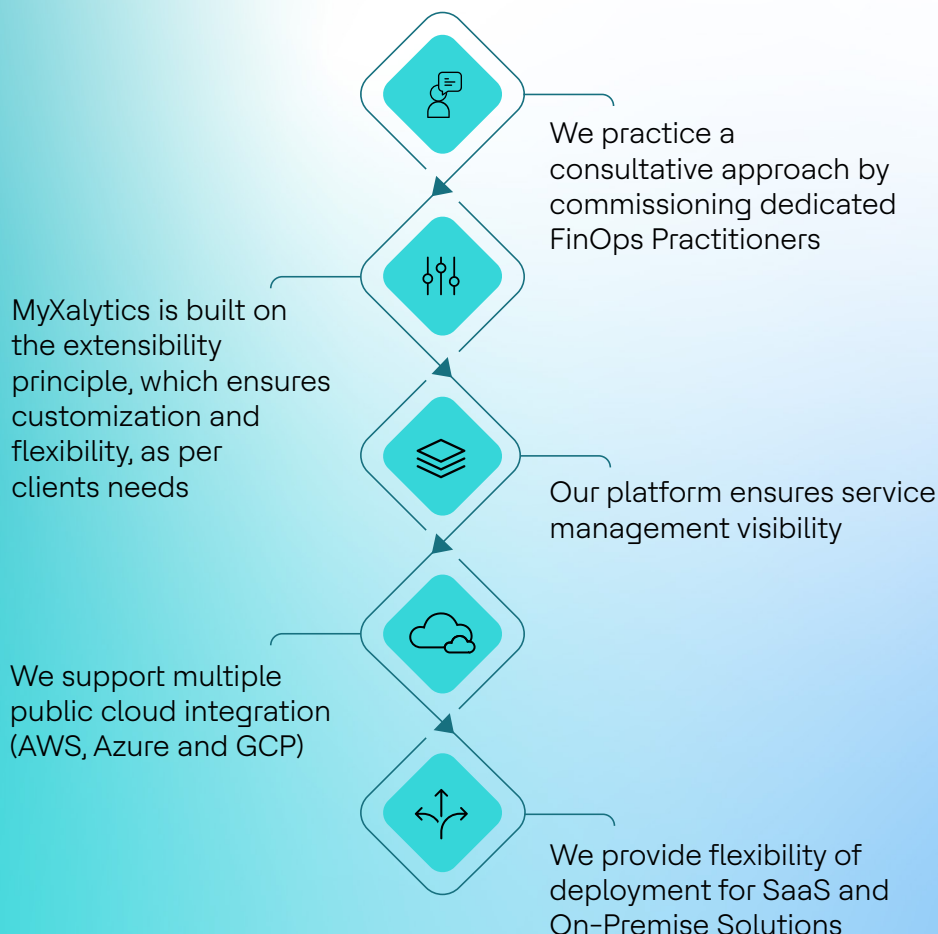 We practice a
consultative approach by
commissioning dedicated
FinOps Practitioners
MyXalytics is built on
the extensibility
principle, which ensures
customization and
flexibility, as per
clients needs
Our platform ensures service
management visibility
We support multiple
public cloud integration
(AWS, Azure and GCP)
We provide flexibility of
deployment for SaaS and
On-Premise Solutions